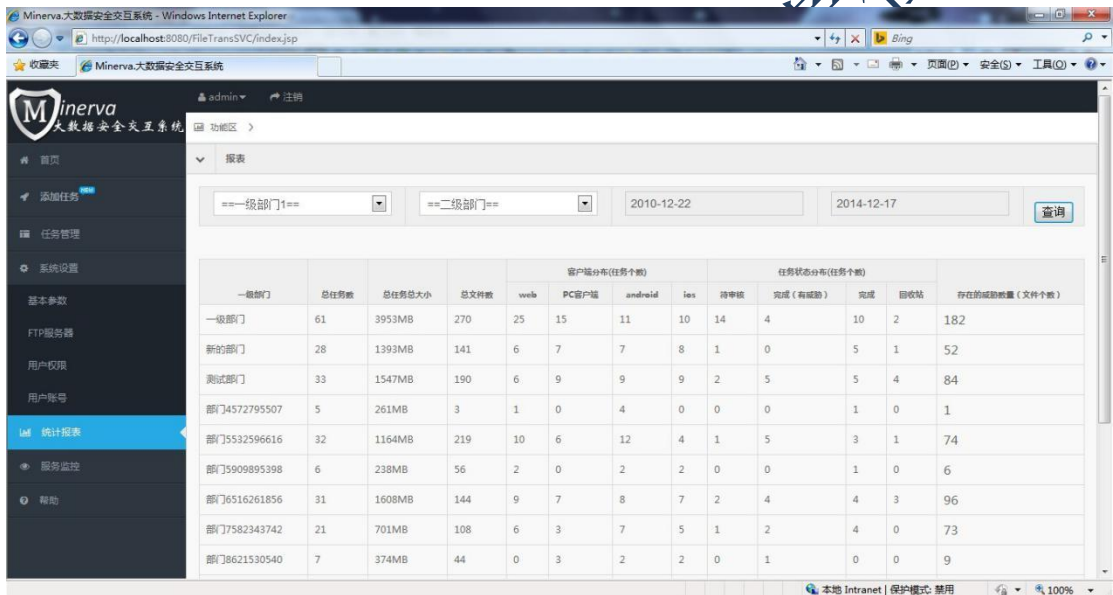 Minerva.大数据安全交互系统 - Windows Internet Explorer
http://localhost:8080/FileTransSVC/index.jsp
Bing
收藏夹 Minerva.大数据安全交互系统 页面(P) 安全(S) 工具(O)
Minerva
大数据安全交互系统
admin 注销
功能区 >
首页
添加任务 NEW
任务管理
系统设置
基本参数
FTP服务器
用户权限
用户账号
统计报表
服务监控
帮助
报表
==一级部门1== ==二级部门== 2010-12-22 2014-12-17 查询
客户端分布(任务个数) 任务状态分布(任务个数)
一级部门 总任务数 总任务总大小 总文件数 web PC客户端 android ios 待审核 完成(有威胁) 完成 回收站 存在的威胁数量(文件个数)
一级部门 61 3953MB 270 25 15 11 10 14 4 10 2 182
新的部门 28 1393MB 141 6 7 7 8 1 0 5 1 52
测试部门 33 1547MB 190 6 9 9 9 2 5 5 4 84
部门4572795507 5 261MB 3 1 0 4 0 0 0 1 0 1
部门5532596616 32 1164MB 219 10 6 12 4 1 5 3 1 74
部门5909895398 6 238MB 56 2 0 2 2 0 0 1 0 6
部门6516261856 31 1608MB 144 9 7 8 7 2 4 4 3 96
部门7582343742 21 701MB 108 6 3 7 5 1 2 4 0 73
部门8621530540 7 374MB 44 0 3 2 2 0 1 0 0 9
本地 Intranet | 保护模式: 禁用 100%